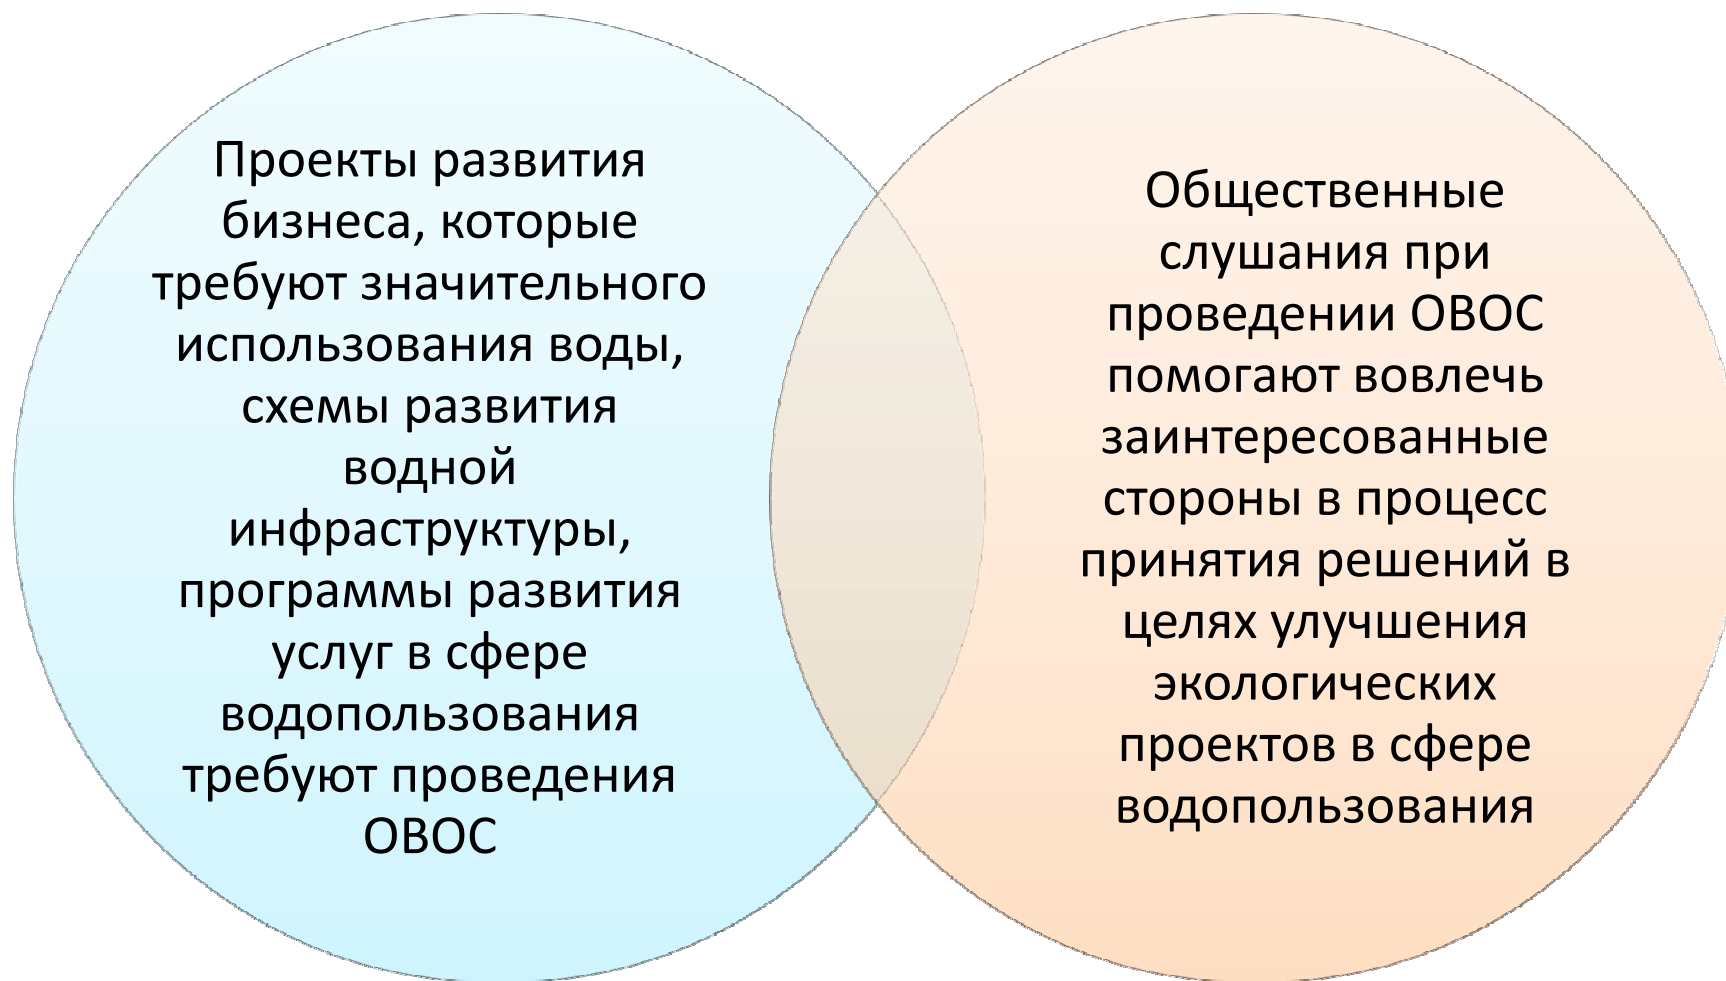 Проекты развития
бизнеса, которые
требуют значительного
использования воды,
схемы развития
водной
инфраструктуры,
программы развития
услуг в сфере
водопользования
требуют проведения
ОВОС
Общественные
слушания при
проведении ОВОС
помогают вовлечь
заинтересованные
стороны в процесс
принятия решений в
целях улучшения
экологических
проектов в сфере
водопользования